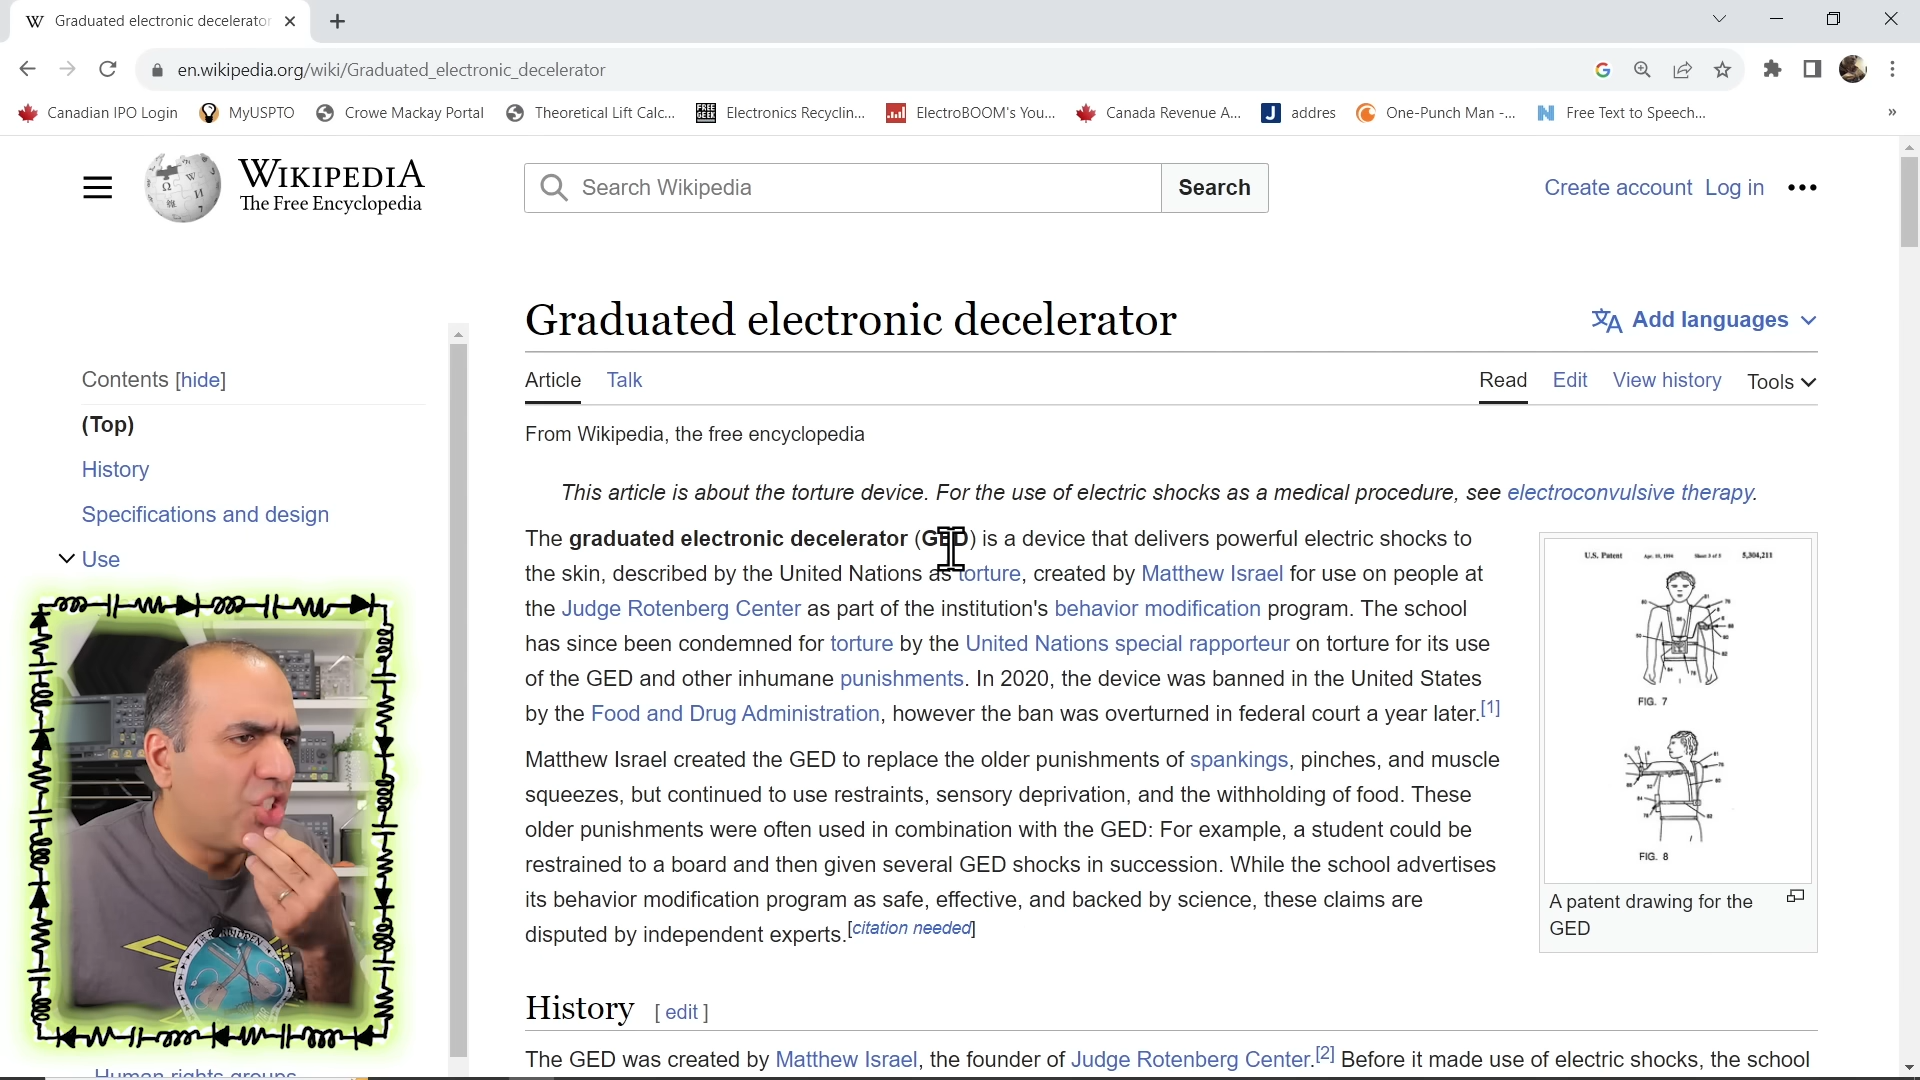 Graduated electronic decelerator
en.wikipedia.org/wiki/Graduated_electronic_decelerator
Canadian IPO Login
MyUSPTO
Crowe Mackay Portal
Theoretical Lift Calc...
FREE GEEK
Electronics Recyclin...
ElectroBOOM's You...
Canada Revenue A...
addres
One-Punch Man -...
Free Text to Speech...
WIKIPEDIA
The Free Encyclopedia
Search Wikipedia
Search
Create account Log in
Graduated electronic decelerator
Add languages
Article Talk
Read Edit View history Tools
Contents [hide]
(Top)
History
Specifications and design
Use
Human rights groups
From Wikipedia, the free encyclopedia
This article is about the torture device. For the use of electric shocks as a medical procedure, see electroconvulsive therapy.
The graduated electronic decelerator (GED) is a device that delivers powerful electric shocks to
the skin, described by the United Nations as torture, created by Matthew Israel for use on people at
the Judge Rotenberg Center as part of the institution's behavior modification program. The school
has since been condemned for torture by the United Nations special rapporteur on torture for its use
of the GED and other inhumane punishments. In 2020, the device was banned in the United States
by the Food and Drug Administration, however the ban was overturned in federal court a year later.[1]
Matthew Israel created the GED to replace the older punishments of spankings, pinches, and muscle
squeezes, but continued to use restraints, sensory deprivation, and the withholding of food. These
older punishments were often used in combination with the GED: For example, a student could be
restrained to a board and then given several GED shocks in succession. While the school advertises
its behavior modification program as safe, effective, and backed by science, these claims are
disputed by independent experts.[citation needed]
U.S. Patent Apr. 19, 1994 Sheet 3 of 5 5,304,211
FIG. 7
FIG. 8
A patent drawing for the
GED
History [ edit ]
The GED was created by Matthew Israel, the founder of Judge Rotenberg Center.[2] Before it made use of electric shocks, the school